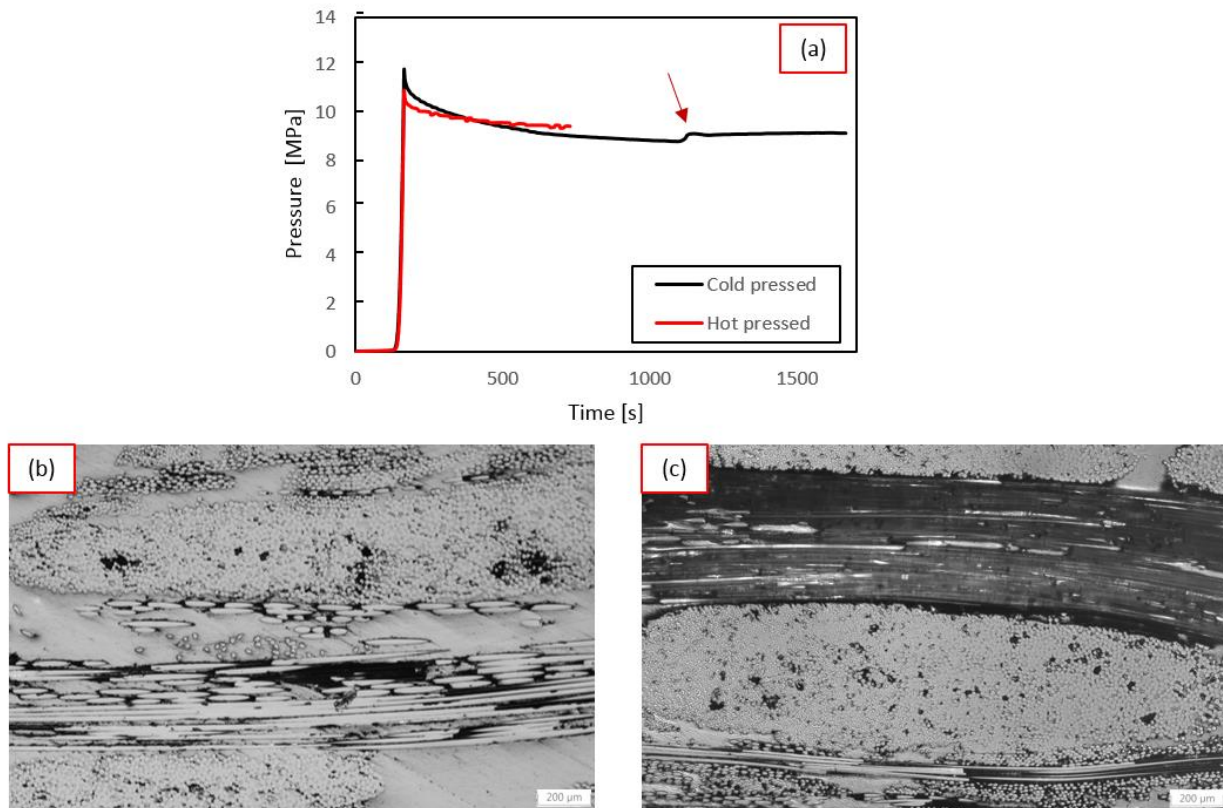 (a)
14
12
10
8
6
4
2
0
Pressure [MPa]
Cold pressed
Hot pressed
0 500 1000 1500
Time [s]
(b)
200 µm
(c)
200 µm